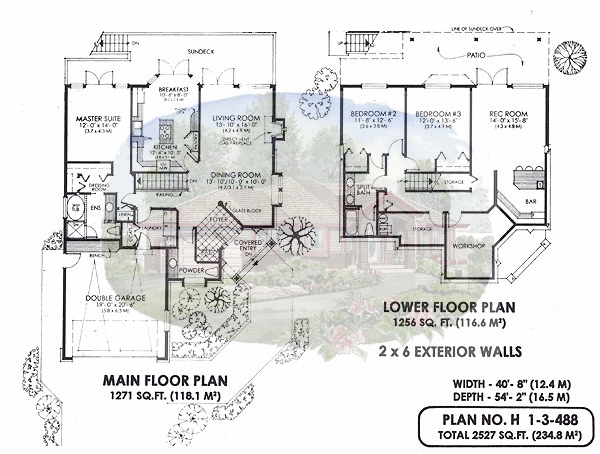 DN
SUNDECK
BREAKFAST
10'- 6" x 8'- 0"
MASTER SUITE
12'- 0" x 14'- 0"
(3.7 x 4.3 M)
LIVING ROOM
13'- 10" x 16'- 0"
(4.2 x 4.9 M)
DIRECT VENT
GAS FIREPLACE
KITCHEN
DINING ROOM
13'- 10"/10'- 0" x 10'- 0"
DRESSING
ROOM
RAILING
DN
ENS
LINEN
GLASS BLOCK
LAUNDRY
FOYER
COVERED
ENTRY
DN
BENCH
POWDER
DOUBLE GARAGE
19'- 0" x 20'- 6"
(5.8 x 6.3 M)
MAIN FLOOR PLAN
1271 SQ.FT. (118.1 M²)
LINE OF SUNDECK OVER
UP
PATIO
BEDROOM #2
11'- 8" x 12'- 6"
(3.6 x 3.8 M)
BEDROOM #3
12'- 0" x 13'- 6"
(3.7 x 4.1 M)
REC ROOM
14'- 0" x 15'- 8"
(4.3 x 4.8 M)
STORAGE
SPLIT
BATH
UP
BAR
STORAGE
WORKSHOP
LOWER FLOOR PLAN
1256 SQ. FT. (116.6 M²)
2 x 6 EXTERIOR WALLS
WIDTH - 40'- 8" (12.4 M)
DEPTH - 54'- 2" (16.5 M)
PLAN NO. H 1-3-488
TOTAL 2527 SQ.FT. (234.8 M²)